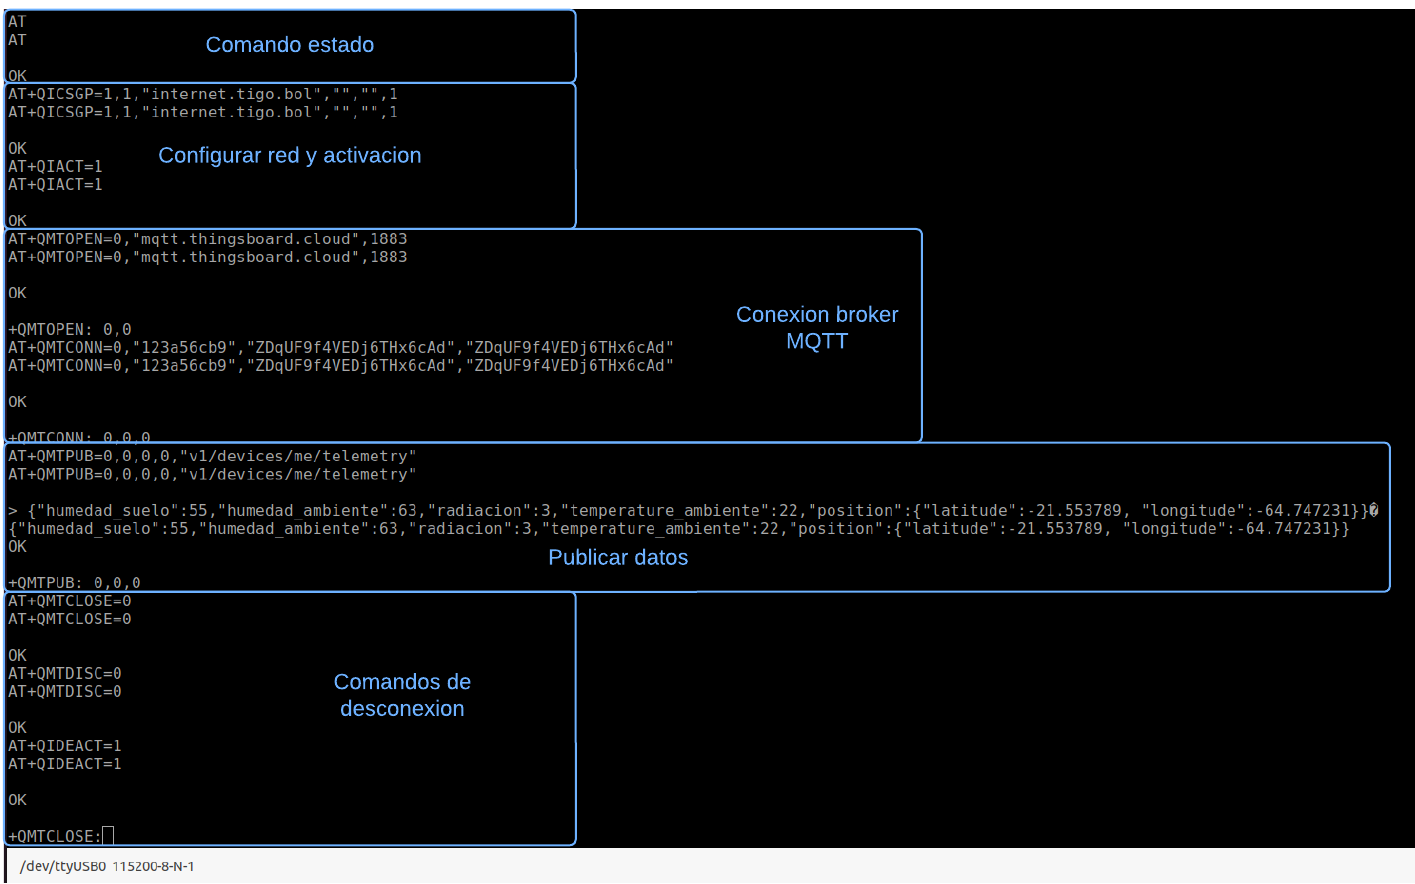 AT
AT
Comando estado
OK
AT+QICSGP=1,1,"internet.tigo.bol","","",1
AT+QICSGP=1,1,"internet.tigo.bol","","",1
OK
Configurar red y activacion
AT+QIACT=1
AT+QIACT=1
OK
AT+QMTOPEN=0,"mqtt.thingsboard.cloud",1883
AT+QMTOPEN=0,"mqtt.thingsboard.cloud",1883
OK
Conexion broker
MQTT
+QMTOPEN: 0,0
AT+QMTCONN=0,"123a56cb9","ZDqUF9f4VEDj6THx6cAd","ZDqUF9f4VEDj6THx6cAd"
AT+QMTCONN=0,"123a56cb9","ZDqUF9f4VEDj6THx6cAd","ZDqUF9f4VEDj6THx6cAd"
OK
+QMTCONN: 0,0,0
AT+QMTPUB=0,0,0,0,"v1/devices/me/telemetry"
AT+QMTPUB=0,0,0,0,"v1/devices/me/telemetry"
> {"humedad_suelo":55,"humedad_ambiente":63,"radiacion":3,"temperature_ambiente":22,"position":{"latitude":-21.553789, "longitude":-64.747231}}�
{"humedad_suelo":55,"humedad_ambiente":63,"radiacion":3,"temperature_ambiente":22,"position":{"latitude":-21.553789, "longitude":-64.747231}}
OK
Publicar datos
+QMTPUB: 0,0,0
AT+QMTCLOSE=0
AT+QMTCLOSE=0
OK
AT+QMTDISC=0
AT+QMTDISC=0
Comandos de
desconexion
OK
AT+QIDEACT=1
AT+QIDEACT=1
OK
+QMTCLOSE:
/dev/ttyUSB0 115200-8-N-1